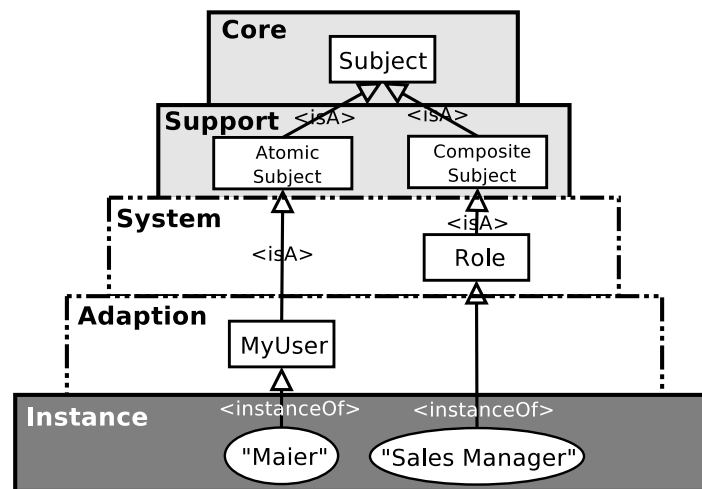 Core
Subject
<isA>
<isA>
Support
Atomic
Subject
Composite
Subject
System
<isA>
<isA>
Role
Adaption
MyUser
Instance
<instanceOf>
<instanceOf>
"Maier"
"Sales Manager"